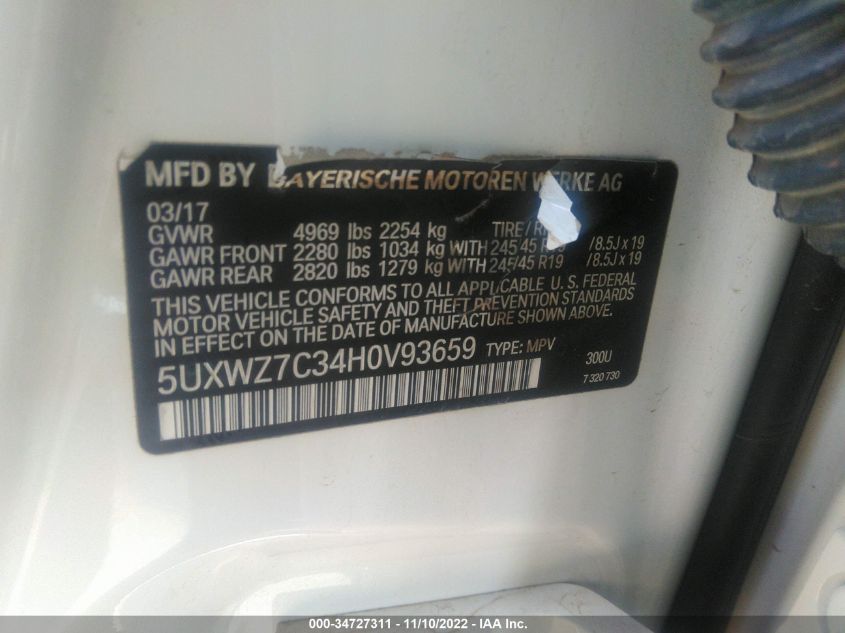 MFD BY BAYERISCHE MOTOREN WERKE AG
03/17
GVWR 4969 lbs 2254 kg TIRE/
GAWR FRONT 2280 lbs 1034 kg WITH 245/45 R19 /8.5J x 19
GAWR REAR 2820 lbs 1279 kg WITH 245/45 R19 /8.5J x 19
THIS VEHICLE CONFORMS TO ALL APPLICABLE U.S. FEDERAL
MOTOR VEHICLE SAFETY AND THEFT PREVENTION STANDARDS
IN EFFECT ON THE DATE OF MANUFACTURE SHOWN ABOVE.
5UXWZ7C34H0V93659 TYPE: MPV 300U
7 320 730
000-34727311 - 11/10/2022 - IAA Inc.